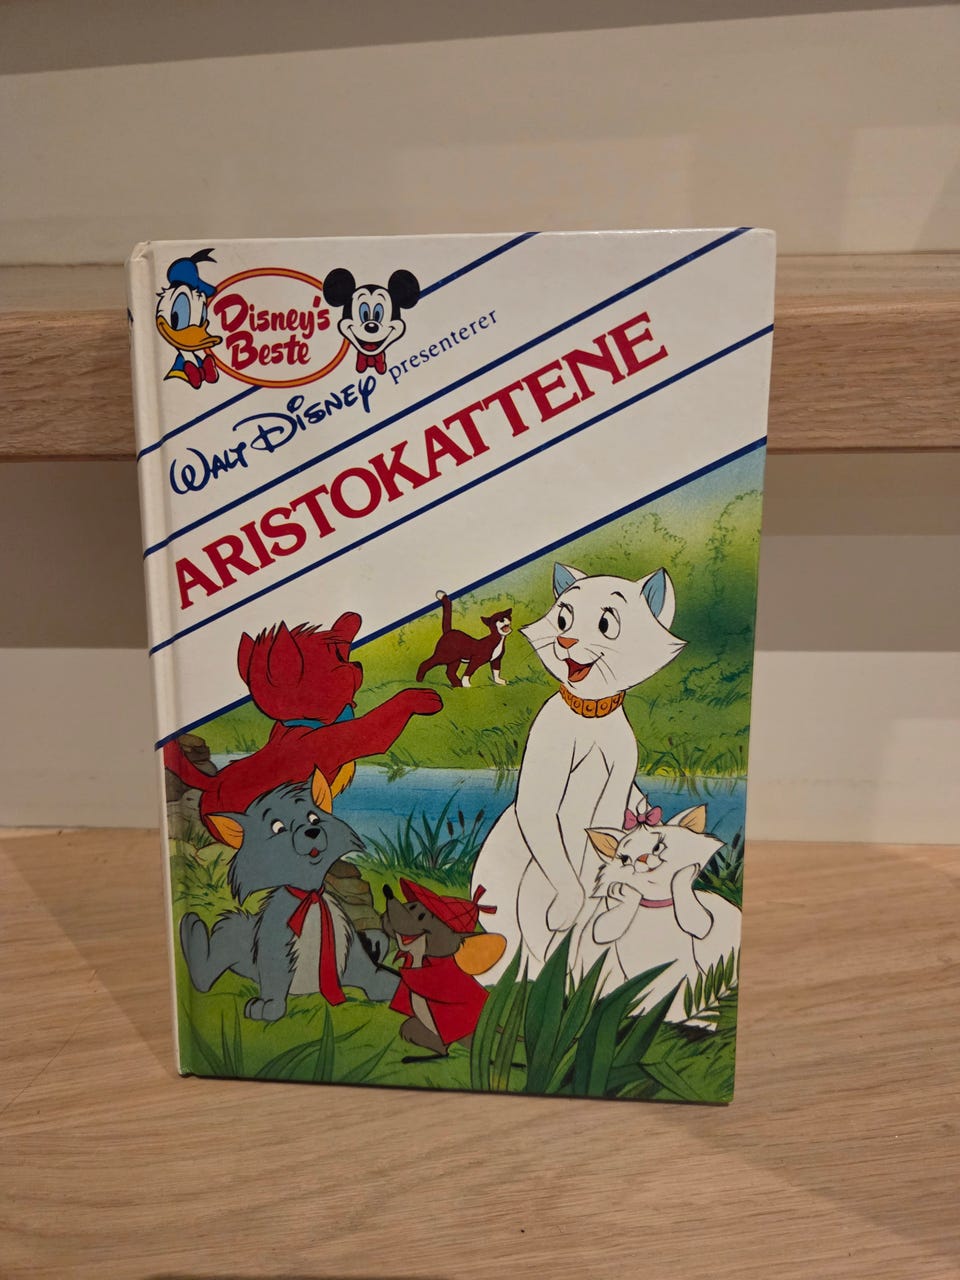 Disney's
Beste
WALT DISNEY presenterer
ARISTOKATTENE